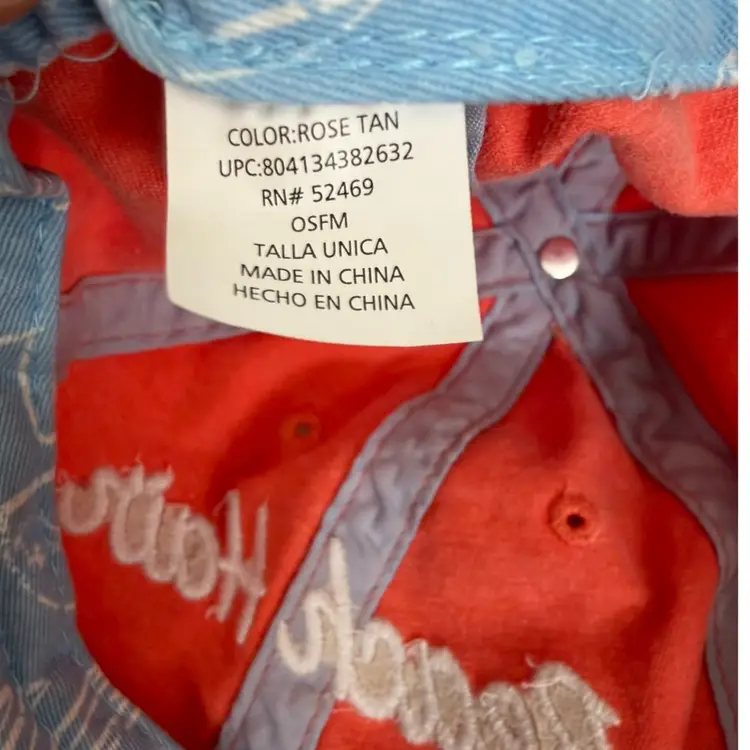 COLOR:ROSE TAN
UPC:804134382632
RN# 52469
OSFM
TALLA UNICA
MADE IN CHINA
HECHO EN CHINA